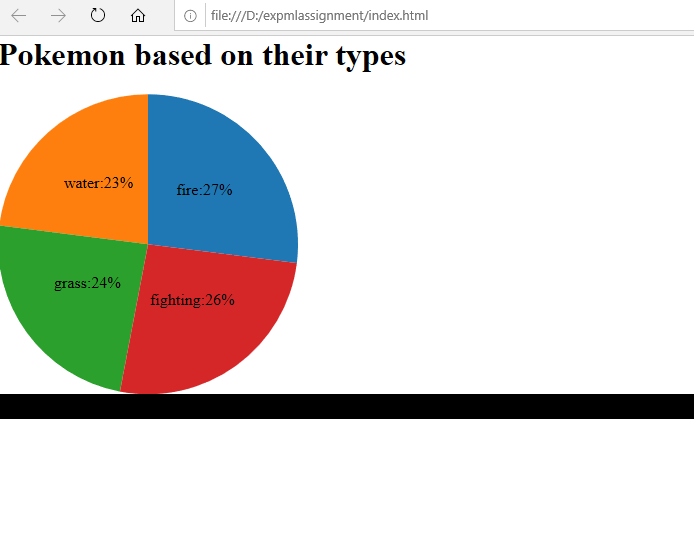 file:///D:/expmlassignment/index.html
Pokemon based on their types
water:23%
fire:27%
grass:24%
fighting:26%